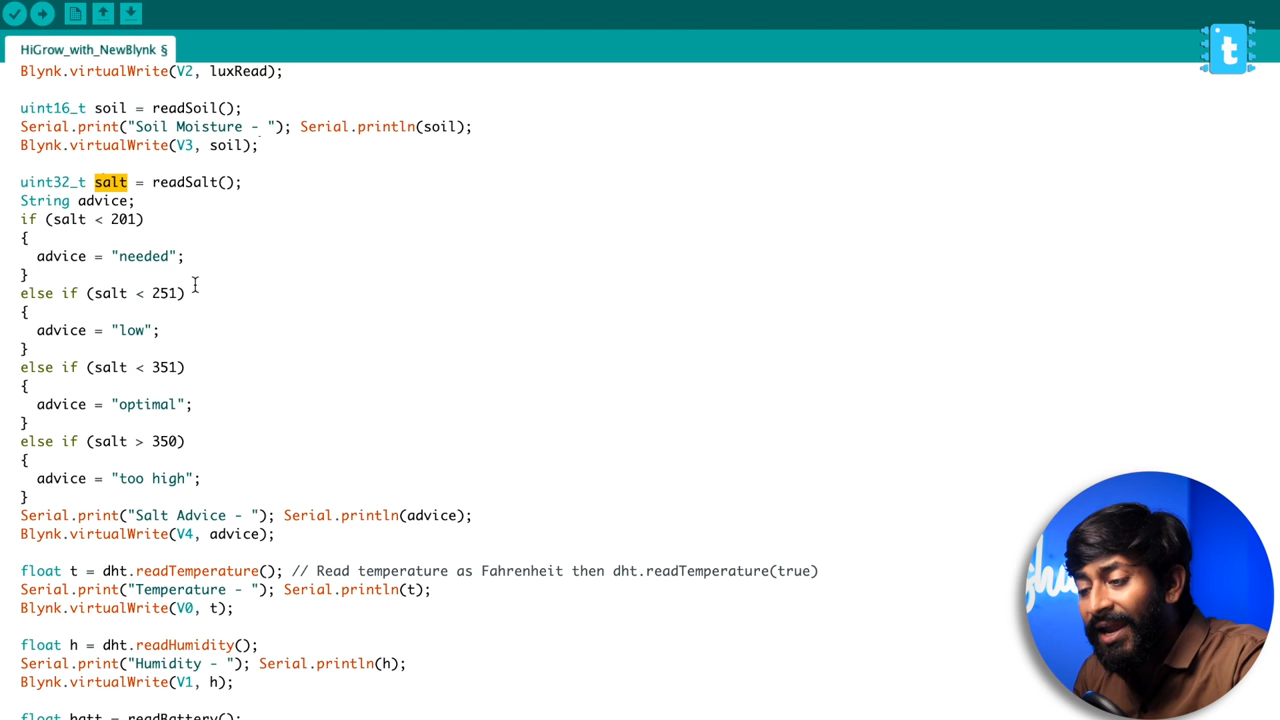 HiGrow_with_NewBlynk §
t
Blynk.virtualWrite(V2, luxRead);
uint16_t soil = readSoil();
Serial.print("Soil Moisture - "); Serial.println(soil);
Blynk.virtualWrite(V3, soil);
uint32_t salt = readSalt();
String advice;
if (salt < 201)
{
advice = "needed";
}
else if (salt < 251)
{
advice = "low";
}
else if (salt < 351)
{
advice = "optimal";
}
else if (salt > 350)
{
advice = "too high";
}
Serial.print("Salt Advice - "); Serial.println(advice);
Blynk.virtualWrite(V4, advice);
float t = dht.readTemperature(); // Read temperature as Fahrenheit then dht.readTemperature(true)
Serial.print("Temperature - "); Serial.println(t);
Blynk.virtualWrite(V0, t);
float h = dht.readHumidity();
Serial.print("Humidity - "); Serial.println(h);
Blynk.virtualWrite(V1, h);
float batt = readBattery();